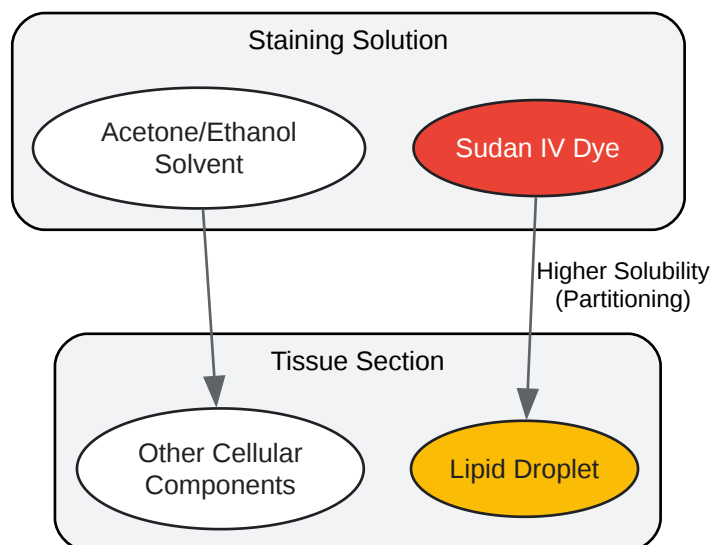 Staining Solution
Acetone/Ethanol
Solvent
Sudan IV Dye
Higher Solubility
(Partitioning)
Tissue Section
Other Cellular
Components
Lipid Droplet